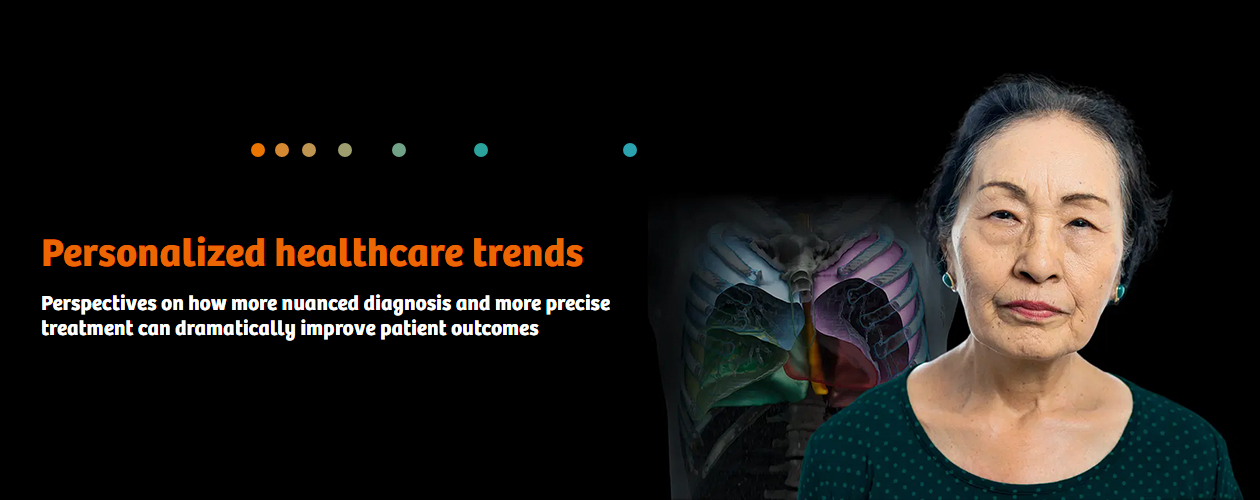 Personalized healthcare trends
Perspectives on how more nuanced diagnosis and more precise
treatment can dramatically improve patient outcomes